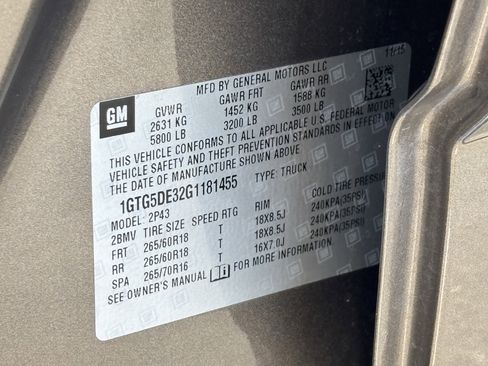 GM
MFD BY GENERAL MOTORS LLC
11/15
GVWR GAWR FRT GAWR RR
2631 KG 1452 KG 1588 KG
5800 LB 3200 LB 3500 LB
THIS VEHICLE CONFORMS TO ALL APPLICABLE U.S. FEDERAL MOTOR
VEHICLE SAFETY AND THEFT PREVENTION STANDARDS IN EFFECT ON
THE DATE OF MANUFACTURE SHOWN ABOVE.
1GTG5DE32G1181455 TYPE: TRUCK
MODEL: 2P43
2BMV TIRE SIZE SPEED RTG RIM COLD TIRE PRESSURE
FRT 265/60R18 T 18X8.5J 240KPA(35PSI)
RR 265/60R18 T 18X8.5J 240KPA(35PSI)
SPA 265/70R16 T 16X7.0J 240KPA(35PSI)
SEE OWNER'S MANUAL FOR MORE INFORMATION.